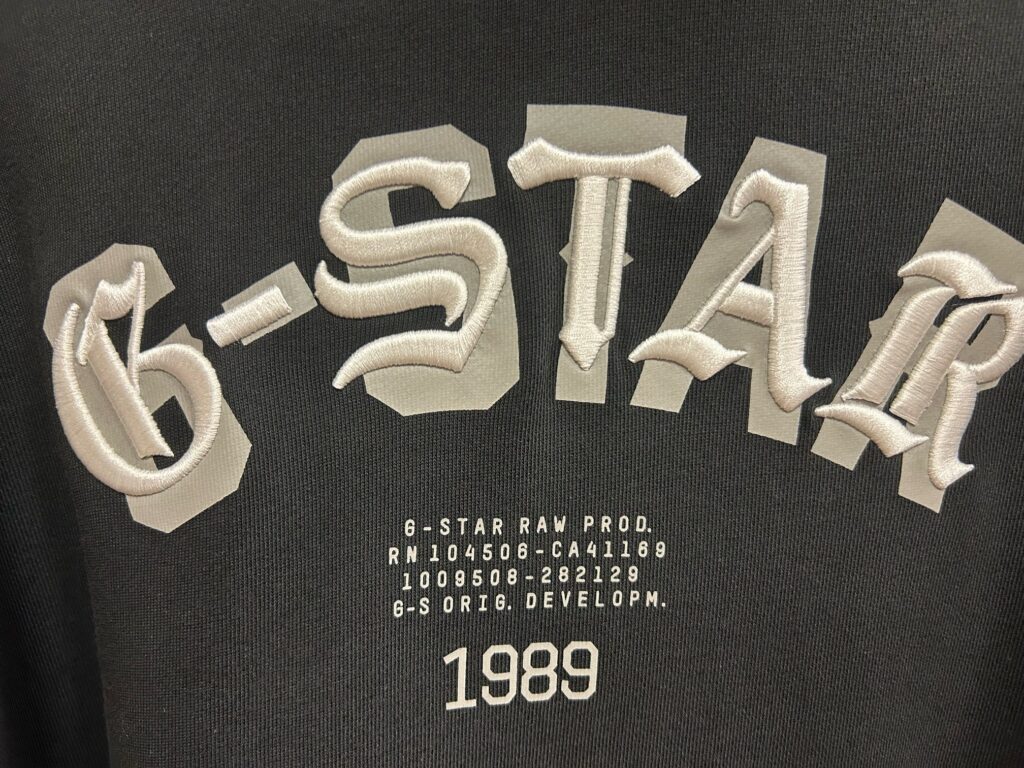 G-STAR
G-STAR RAW PROD.
RN 104506-CA41169
1009508-282129
G-S ORIG. DEVELOPM.
1989